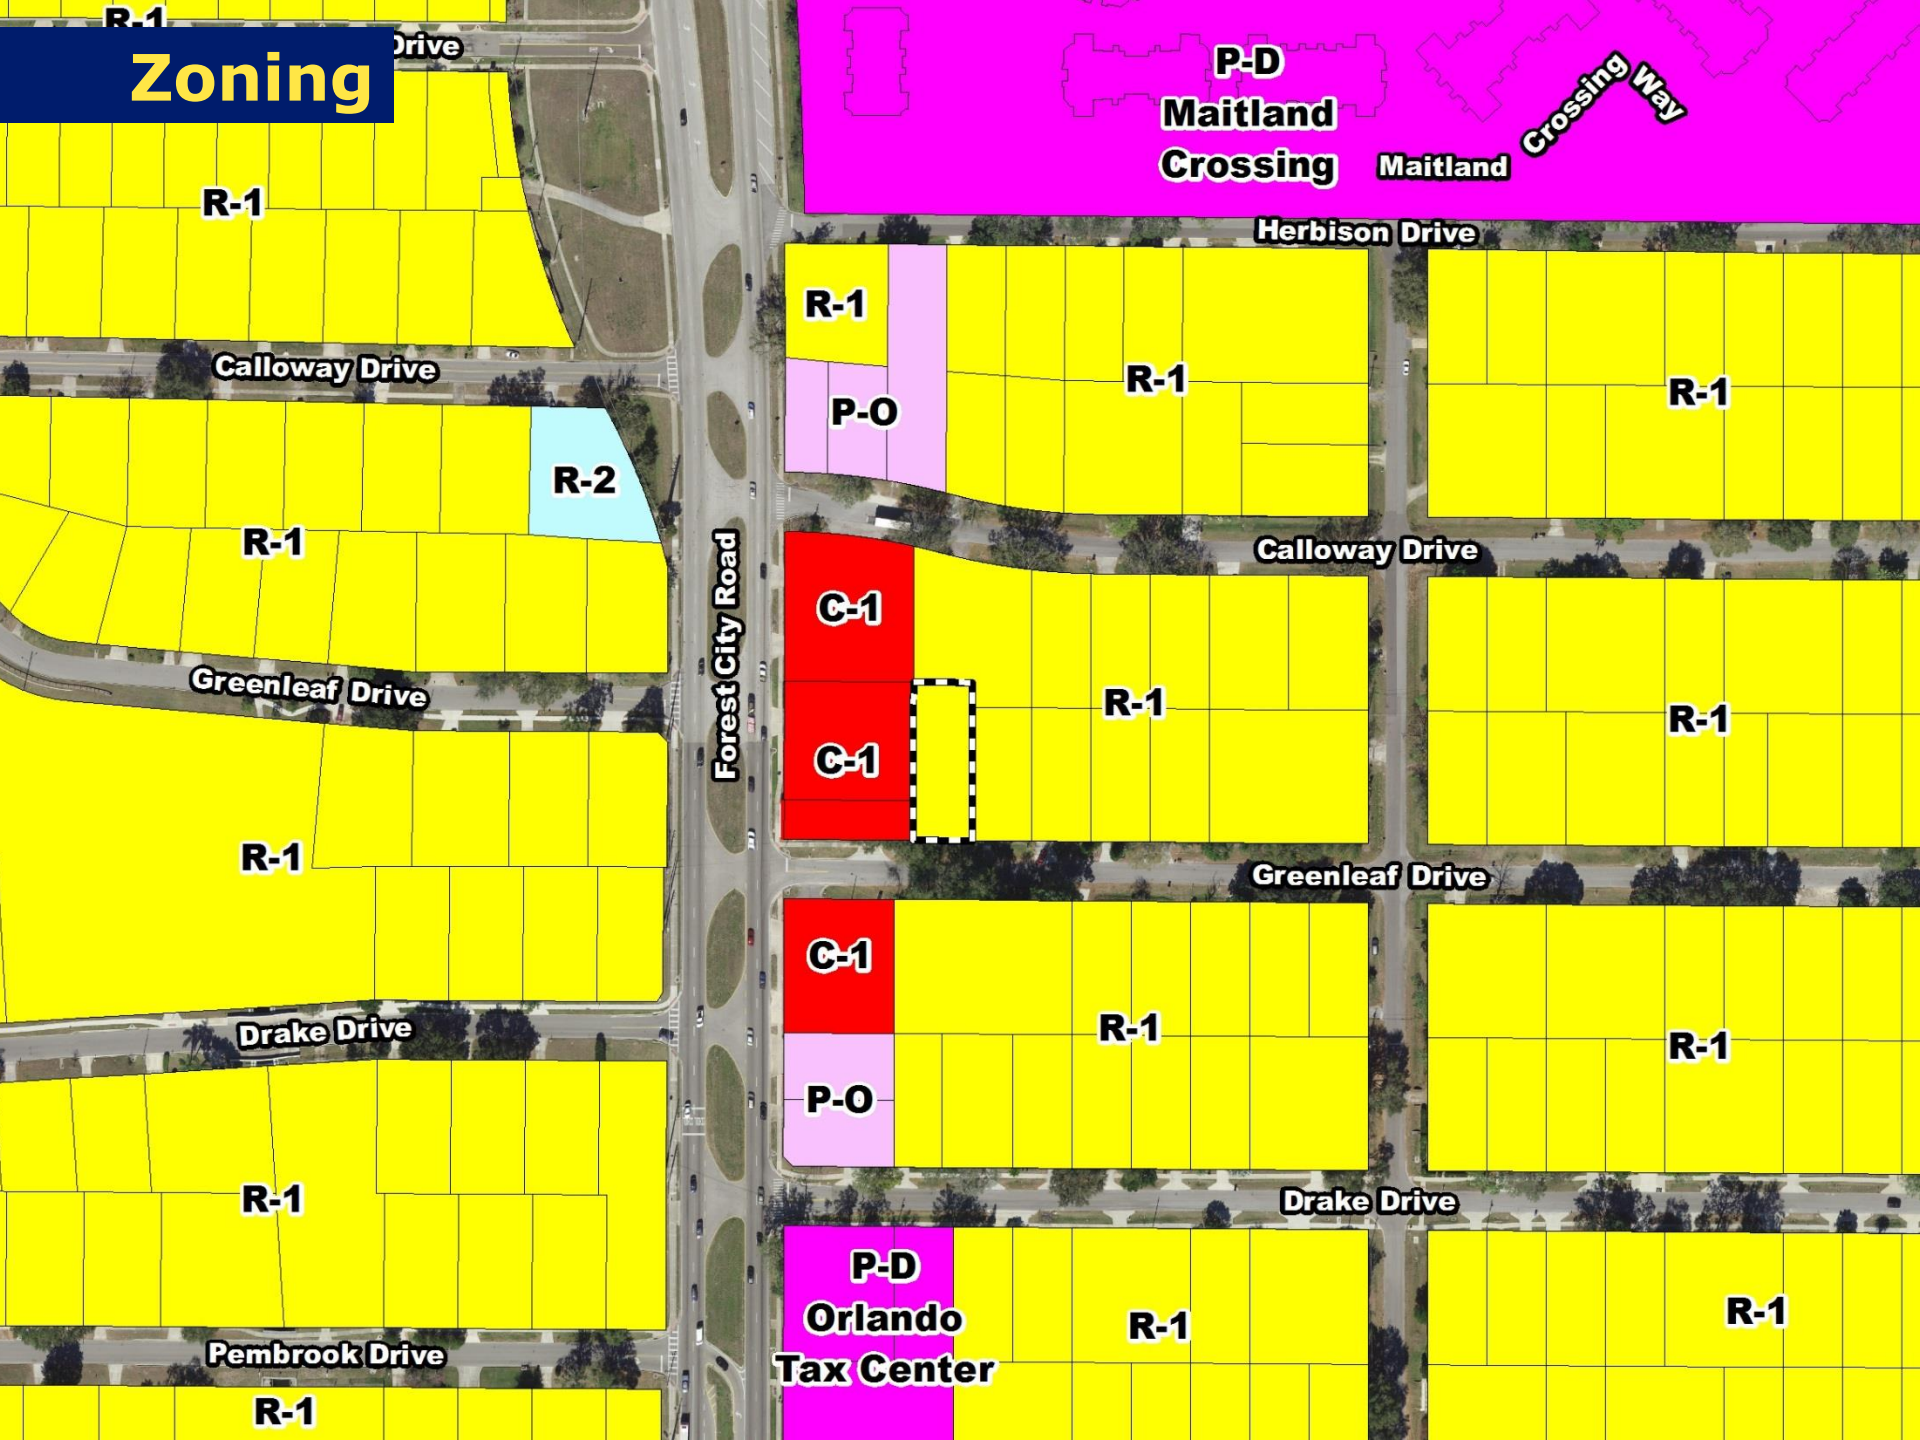 R-1
Drive
Zoning
P-D
Maitland
Crossing
Maitland
Crossing
Way
R-1
Herbison Drive
R-1
R-1
R-1
Calloway Drive
P-O
R-2
R-1
Calloway Drive
Forest City Road
C-1
Greenleaf Drive
R-1
R-1
C-1
R-1
Greenleaf Drive
C-1
Drake Drive
R-1
R-1
P-O
R-1
Drake Drive
P-D
Orlando
Tax Center
R-1
R-1
Pembrook Drive
R-1